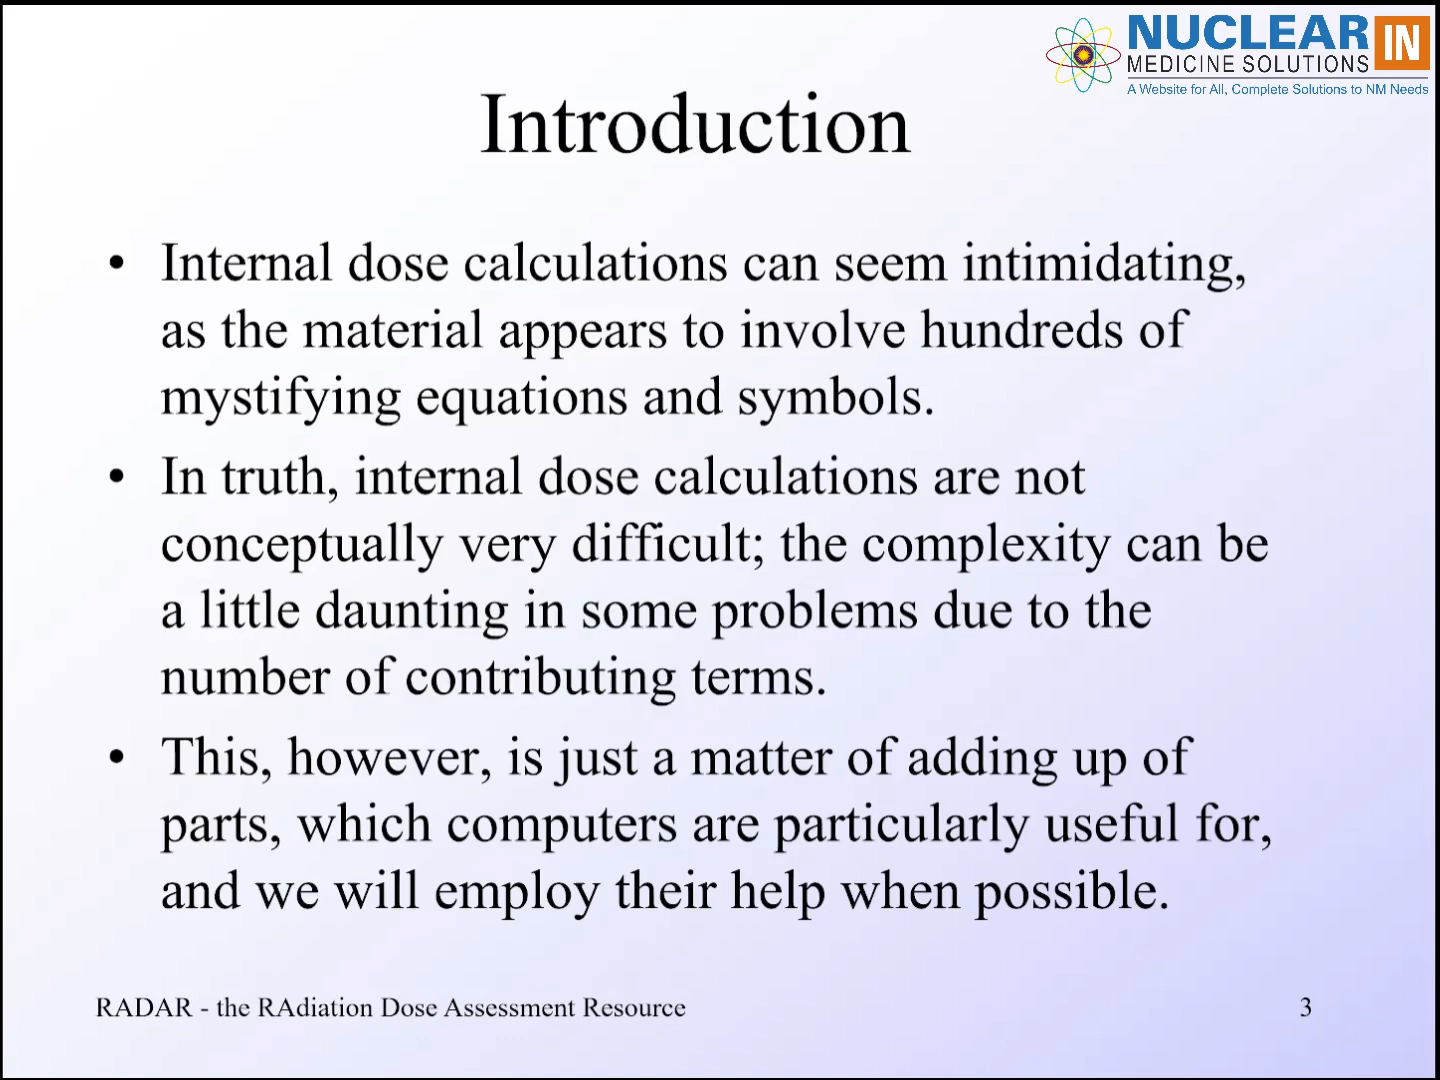 NUCLEAR IN
MEDICINE SOLUTIONS
A Website for All, Complete Solutions to NM Needs
Introduction
• Internal dose calculations can seem intimidating,
as the material appears to involve hundreds of
mystifying equations and symbols.
• In truth, internal dose calculations are not
conceptually very difficult; the complexity can be
a little daunting in some problems due to the
number of contributing terms.
• This, however, is just a matter of adding up of
parts, which computers are particularly useful for,
and we will employ their help when possible.
RADAR - the RAdiation Dose Assessment Resource
3